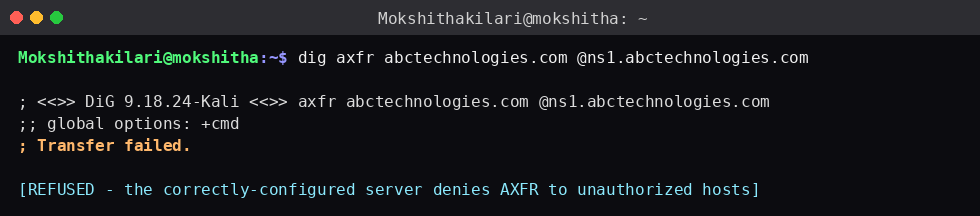 Mokshithakilari@mokshitha: ~
Mokshithakilari@mokshitha:~$ dig axfr abctechnologies.com @ns1.abctechnologies.com
; <<>> DiG 9.18.24-Kali <<>> axfr abctechnologies.com @ns1.abctechnologies.com
;; global options: +cmd
; Transfer failed.
[REFUSED - the correctly-configured server denies AXFR to unauthorized hosts]